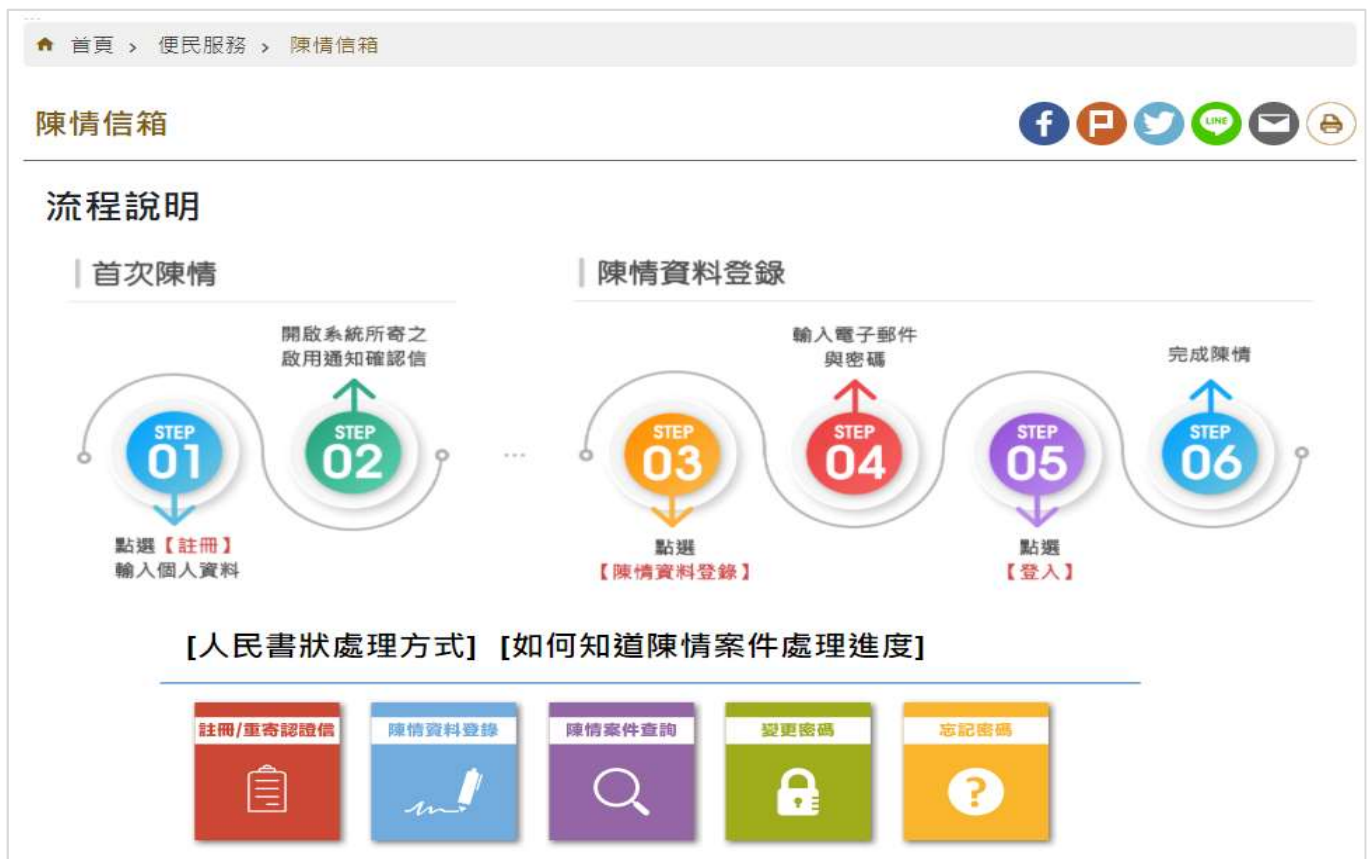 首頁 › 便民服務 › 陳情信箱
陳情信箱
LINE
流程說明
首次陳情
開啟系統所寄之
啟用通知確認信
STEP
01
STEP
02
...
點選【註冊】
輸入個人資料
陳情資料登錄
輸入電子郵件
與密碼
完成陳情
STEP
03
STEP
04
STEP
05
STEP
06
點選
【陳情資料登錄】
點選
【登入】
[人民書狀處理方式] [如何知道陳情案件處理進度]
註冊/重寄認證信
陳情資料登錄
陳情案件查詢
變更密碼
忘記密碼